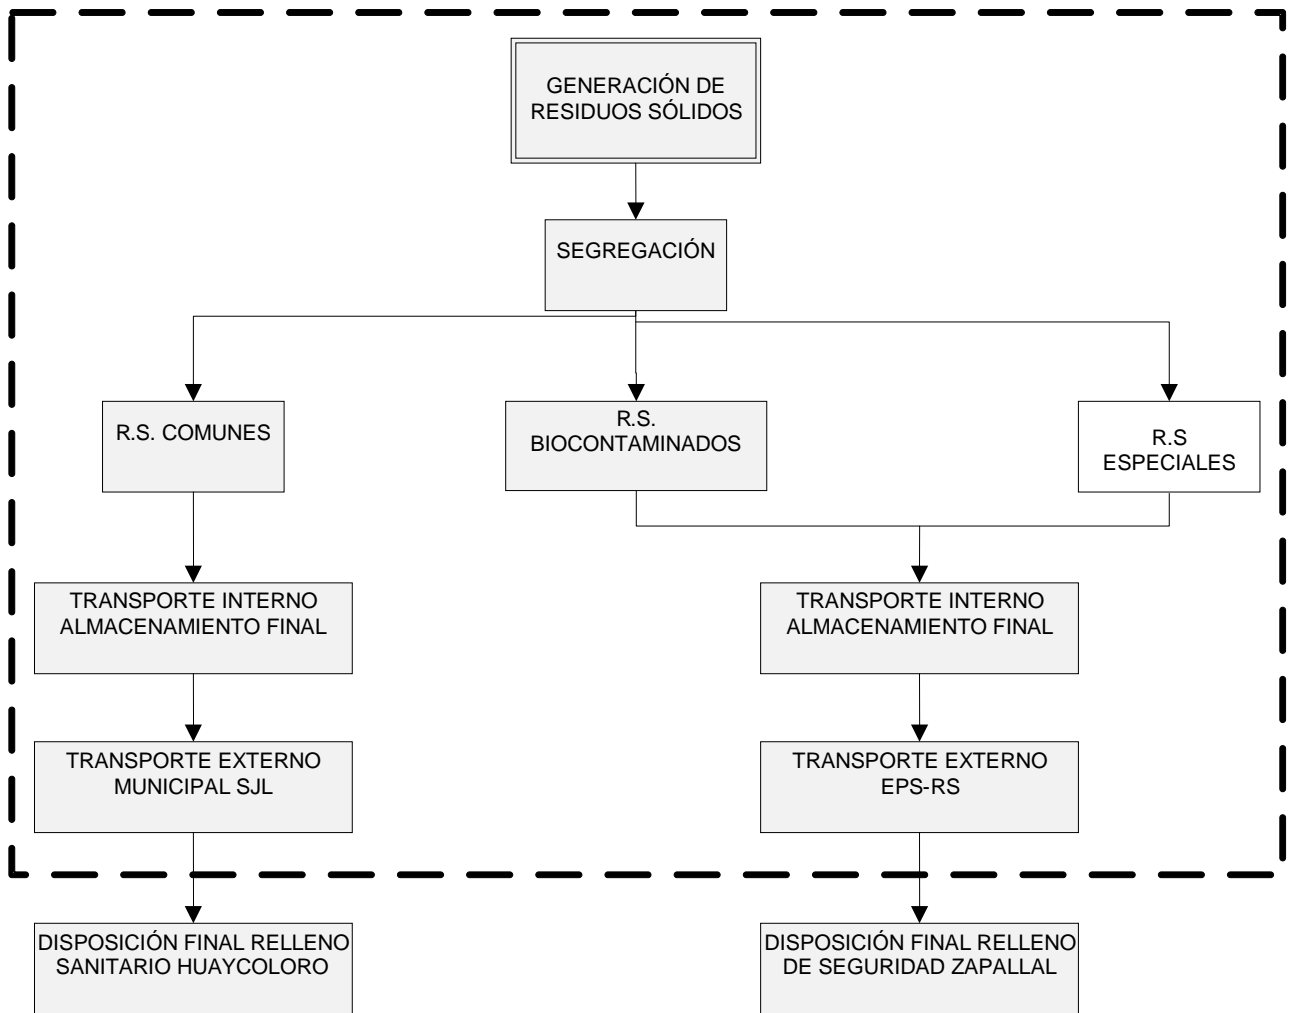 GENERACIÓN DE
RESIDUOS SÓLIDOS
SEGREGACIÓN
R.S. COMUNES
R.S.
BIOCONTAMINADOS
R.S
ESPECIALES
TRANSPORTE INTERNO
ALMACENAMIENTO FINAL
TRANSPORTE INTERNO
ALMACENAMIENTO FINAL
TRANSPORTE EXTERNO
MUNICIPAL SJL
TRANSPORTE EXTERNO
EPS-RS
DISPOSICIÓN FINAL RELLENO
SANITARIO HUAYCOLORO
DISPOSICIÓN FINAL RELLENO
DE SEGURIDAD ZAPALLAL